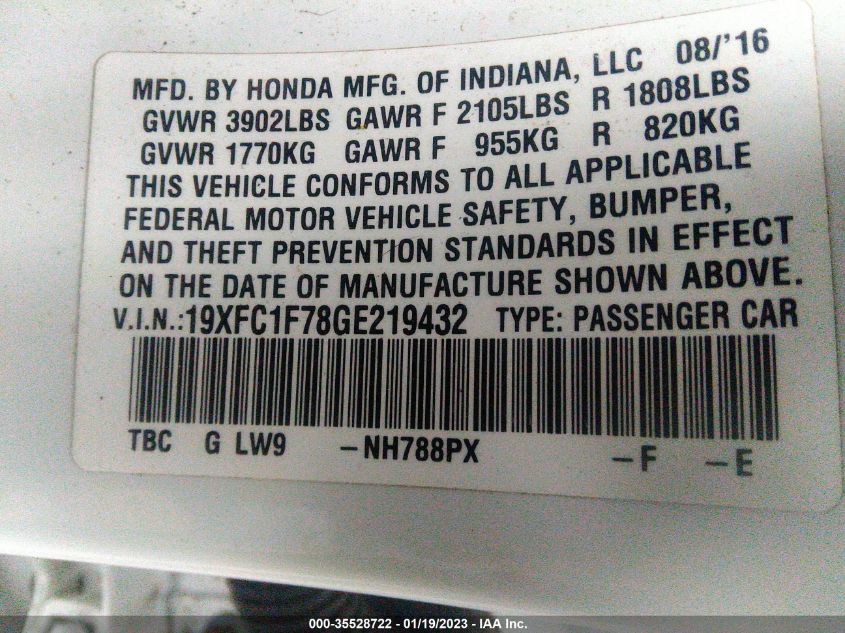 MFD. BY HONDA MFG. OF INDIANA, LLC 08/'16
GVWR 3902LBS GAWR F 2105LBS R 1808LBS
GVWR 1770KG GAWR F 955KG R 820KG
THIS VEHICLE CONFORMS TO ALL APPLICABLE
FEDERAL MOTOR VEHICLE SAFETY, BUMPER,
AND THEFT PREVENTION STANDARDS IN EFFECT
ON THE DATE OF MANUFACTURE SHOWN ABOVE.
V.I.N.:19XFC1F78GE219432 TYPE: PASSENGER CAR
TBC G LW9 -NH788PX -F -E
000-35528722 - 01/19/2023 - IAA Inc.